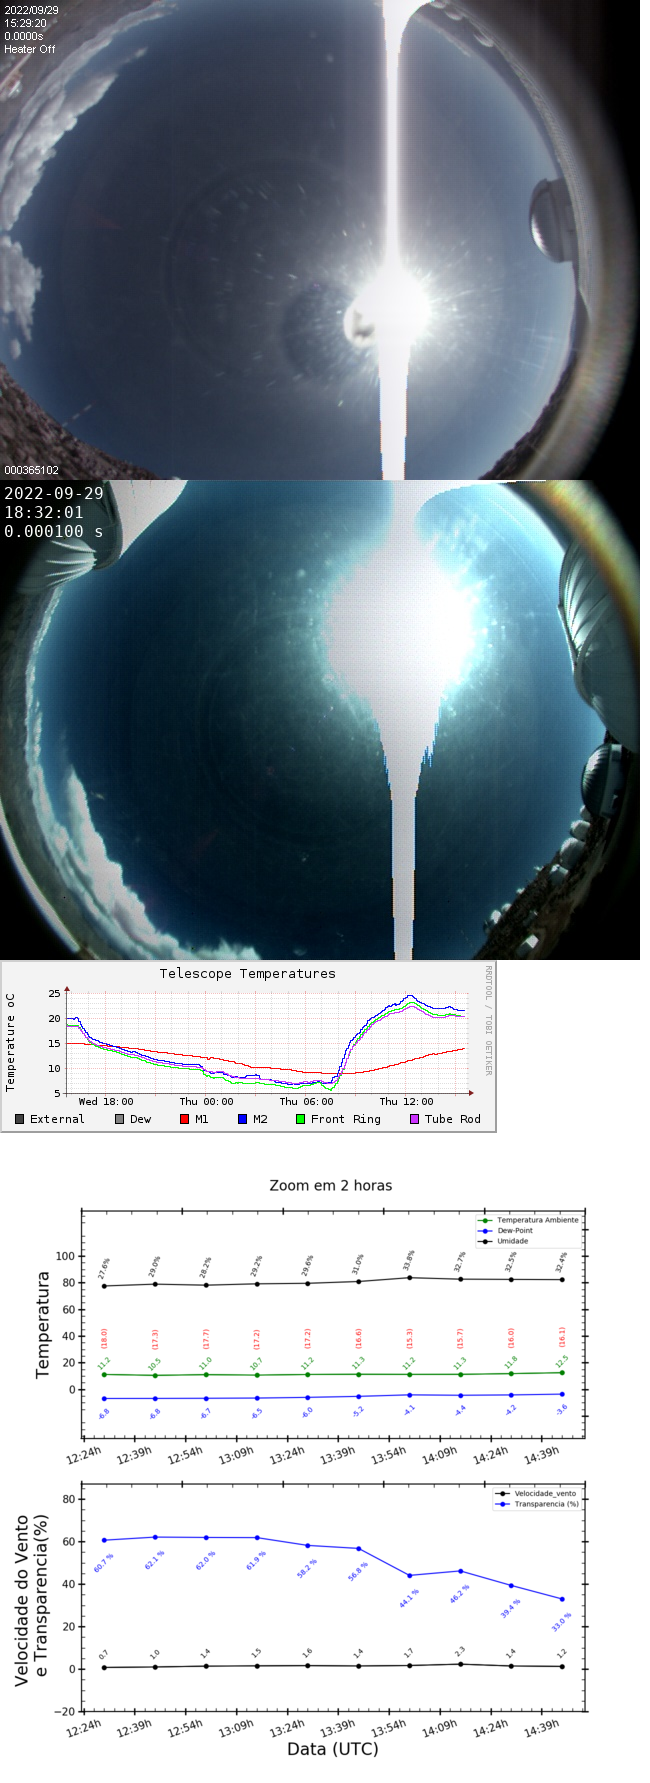 2022/09/29
15:29:20
0.0000s
Heater Off
000365102
2022-09-29
18:32:01
0.000100 s
Telescope Temperatures
Temperature oC
25
20
15
10
5
Wed 18:00 Thu 00:00 Thu 06:00 Thu 12:00
External Dew M1 M2 Front Ring Tube Rod
RRDTOOL / TOBI OETIKER
Zoom em 2 horas
Temperatura
Temperatura Ambiente
Dew-Point
Umidade
100
80
60
40
20
0
27.6% 29.0% 28.2% 29.2% 29.6% 31.0% 33.8% 32.7% 32.5% 32.4%
(18.0) (17.3) (17.7) (17.2) (17.2) (16.6) (15.3) (15.7) (16.0) (16.1)
11.2 10.5 11.0 10.7 11.2 11.3 11.2 11.3 11.8 12.5
-6.8 -6.8 -6.7 -6.5 -6.0 -5.2 -4.1 -4.4 -4.2 -3.6
12:24h 12:39h 12:54h 13:09h 13:24h 13:39h 13:54h 14:09h 14:24h 14:39h
Velocidade do Vento
e Transparencia(%)
Velocidade_vento
Transparencia (%)
80
60
40
20
0
−20
60.7 % 62.1 % 62.0 % 61.9 % 58.2 % 56.8 % 44.1 % 46.2 % 39.4 % 33.0 %
0.7 1.0 1.4 1.5 1.6 1.4 1.7 2.3 1.4 1.2
12:24h 12:39h 12:54h 13:09h 13:24h 13:39h 13:54h 14:09h 14:24h 14:39h
Data (UTC)